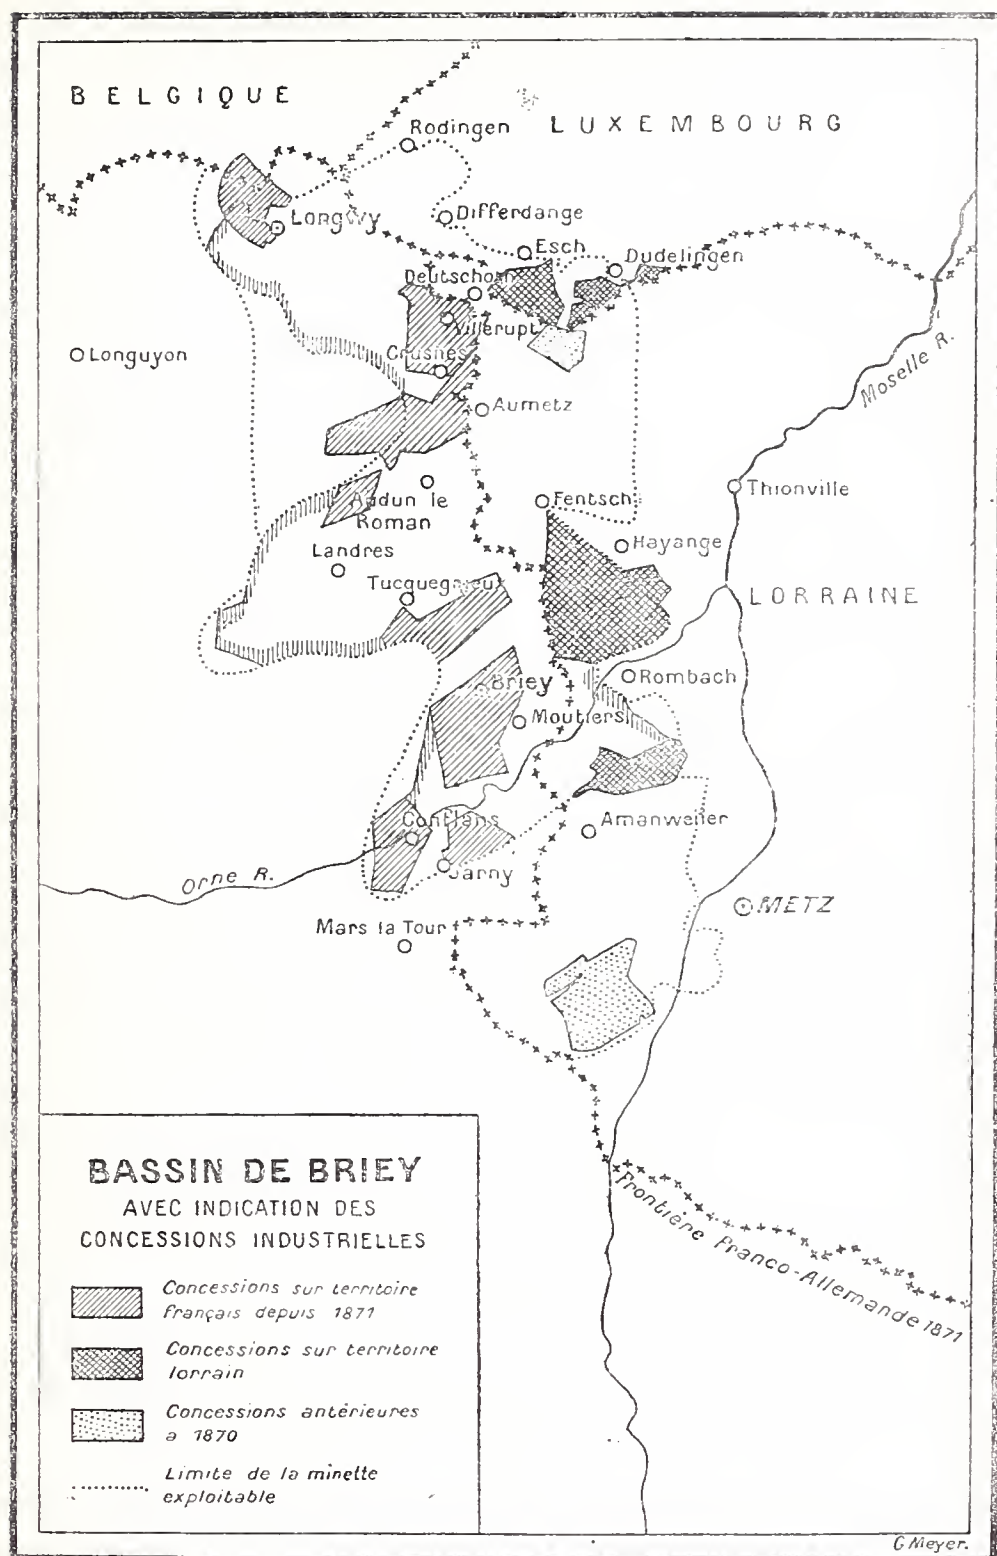 BELGIQUE
LUXEMBOURG
Rodingen
Longwy
Differdange
Esch
Dudelingen
Deutschoth
Villerupt
Longuyon
Crusnes
Moselle R.
Aumetz
Audun le
Roman
Fentsch
Thionville
Landres
Hayange
Tucquegnieux
LORRAINE
Briey
Rombach
Moutiers
Conflans
Amanweiler
Jarny
Orne R.
METZ
Mars la Tour
Frontière Franco-Allemande 1871
BASSIN DE BRIEY
AVEC INDICATION DES
CONCESSIONS INDUSTRIELLES
Concessions sur territoire
français depuis 1871
Concessions sur territoire
lorrain
Concessions antérieures
a 1870
Limite de la minette
exploitable
G Meyer.